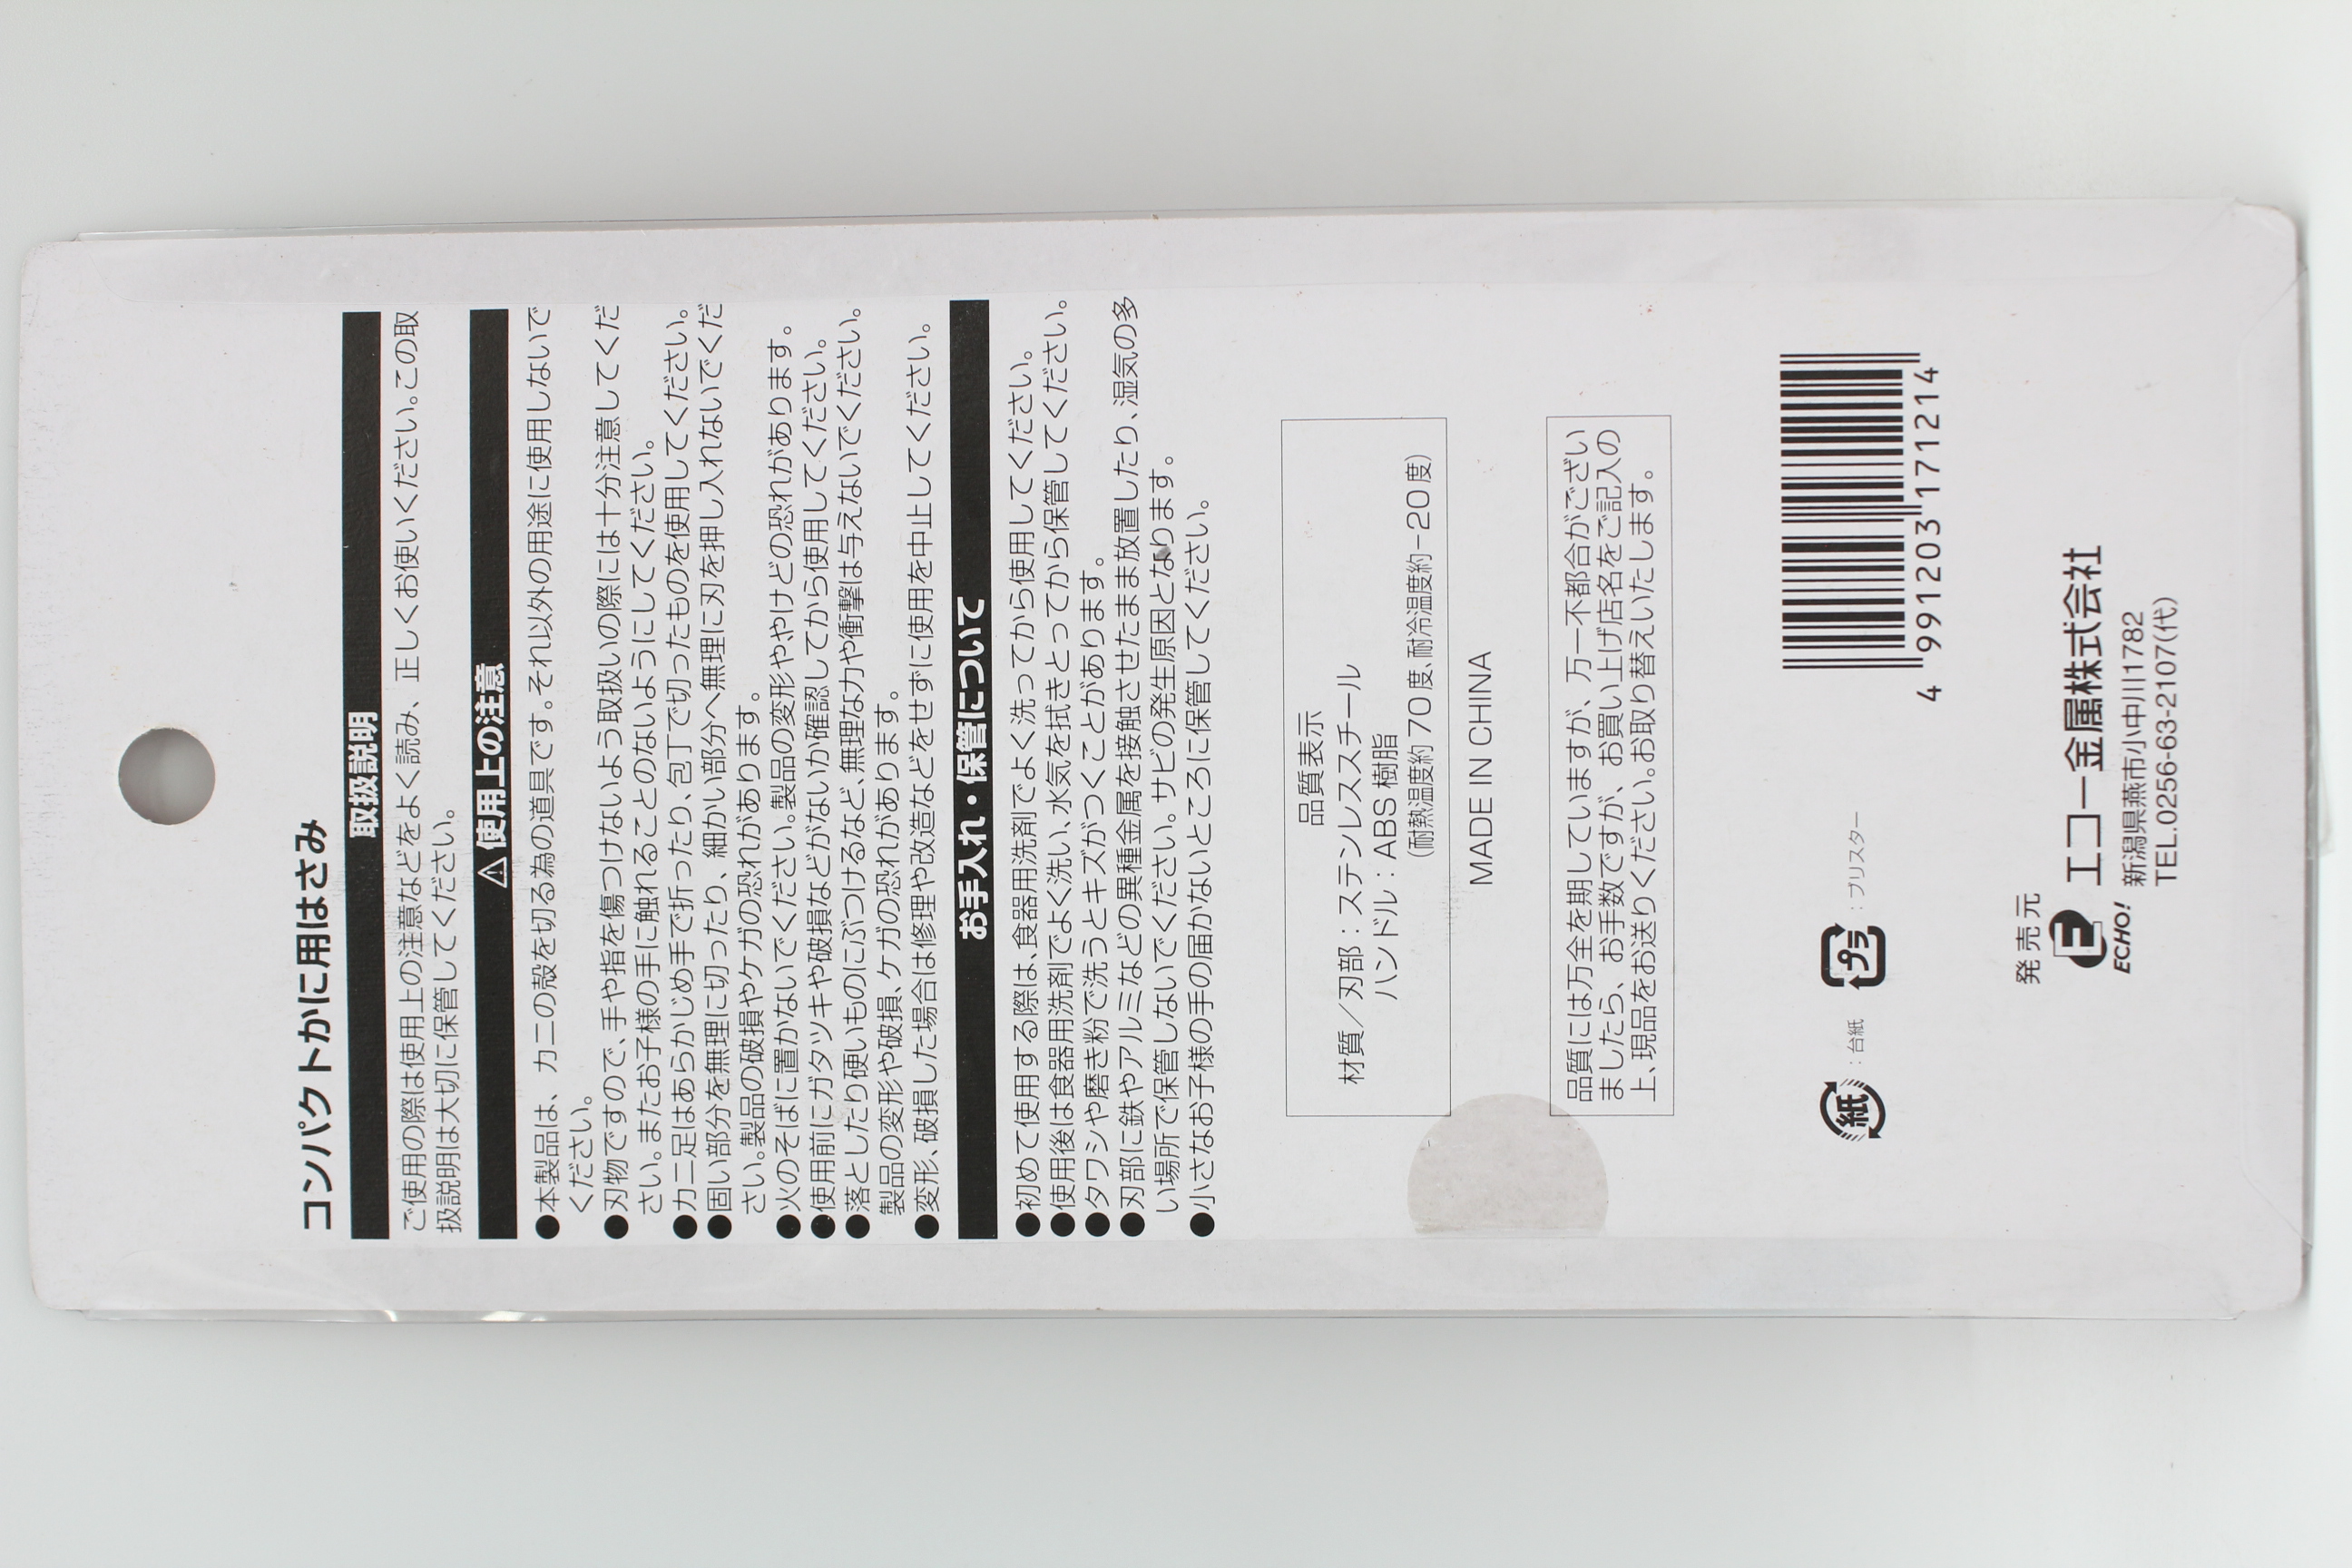 コンパクトかに用はさみ
取扱説明
ご使用の際は使用上の注意などをよく読み、正しくお使いください。この取
扱説明は大切に保管してください。
⚠使用上の注意
●本製品は、カニの殻を切る為の道具です。それ以外の用途に使用しないで
ください。
●刃物ですので、手や指を傷つけないよう取扱いの際には十分注意してくだ
さい。またお子様の手に触れることのないようにしてください。
●カニ足はあらかじめ手で折ったり、包丁で切ったものを使用してください。
●固い部分を無理に切ったり、細かい部分へ無理に刃を押し入れないでくだ
さい。製品の破損やケガの恐れがあります。
●火のそばに置かないでください。製品の変形ややけどの恐れがあります。
●使用前にガタツキや破損などがないか確認してから使用してください。
●落としたり硬いものにぶつけるなど、無理な力や衝撃は与えないでください。
製品の変形や破損、ケガの恐れがあります。
●変形、破損した場合は修理や改造などをせずに使用を中止してください。
お手入れ・保管について
●初めて使用する際は、食器用洗剤でよく洗ってから使用してください。
●使用後は食器用洗剤でよく洗い、水気を拭きとってから保管してください。
●タワシや磨き粉で洗うとキズがつくことがあります。
●刃部に鉄やアルミなどの異種金属を接触させたまま放置したり、湿気の多
い場所で保管しないでください。サビの発生原因となります。
●小さなお子様の手の届かないところに保管してください。
品質表示
材質／刃部：ステンレススチール
ハンドル：ABS樹脂
（耐熱温度約70度、耐冷温度約−20度）
MADE IN CHINA
品質には万全を期していますが、万一不都合がござい
ましたら、お手数ですが、お買い上げ店名をご記入の
上、現品をお送りください。お取り替えいたします。
紙：台紙 プラ：ブリスター
4 991203 171214
発売元
E ECHO! エコー金属株式会社
新潟県燕市小中川1782
TEL.0256-63-2107(代)